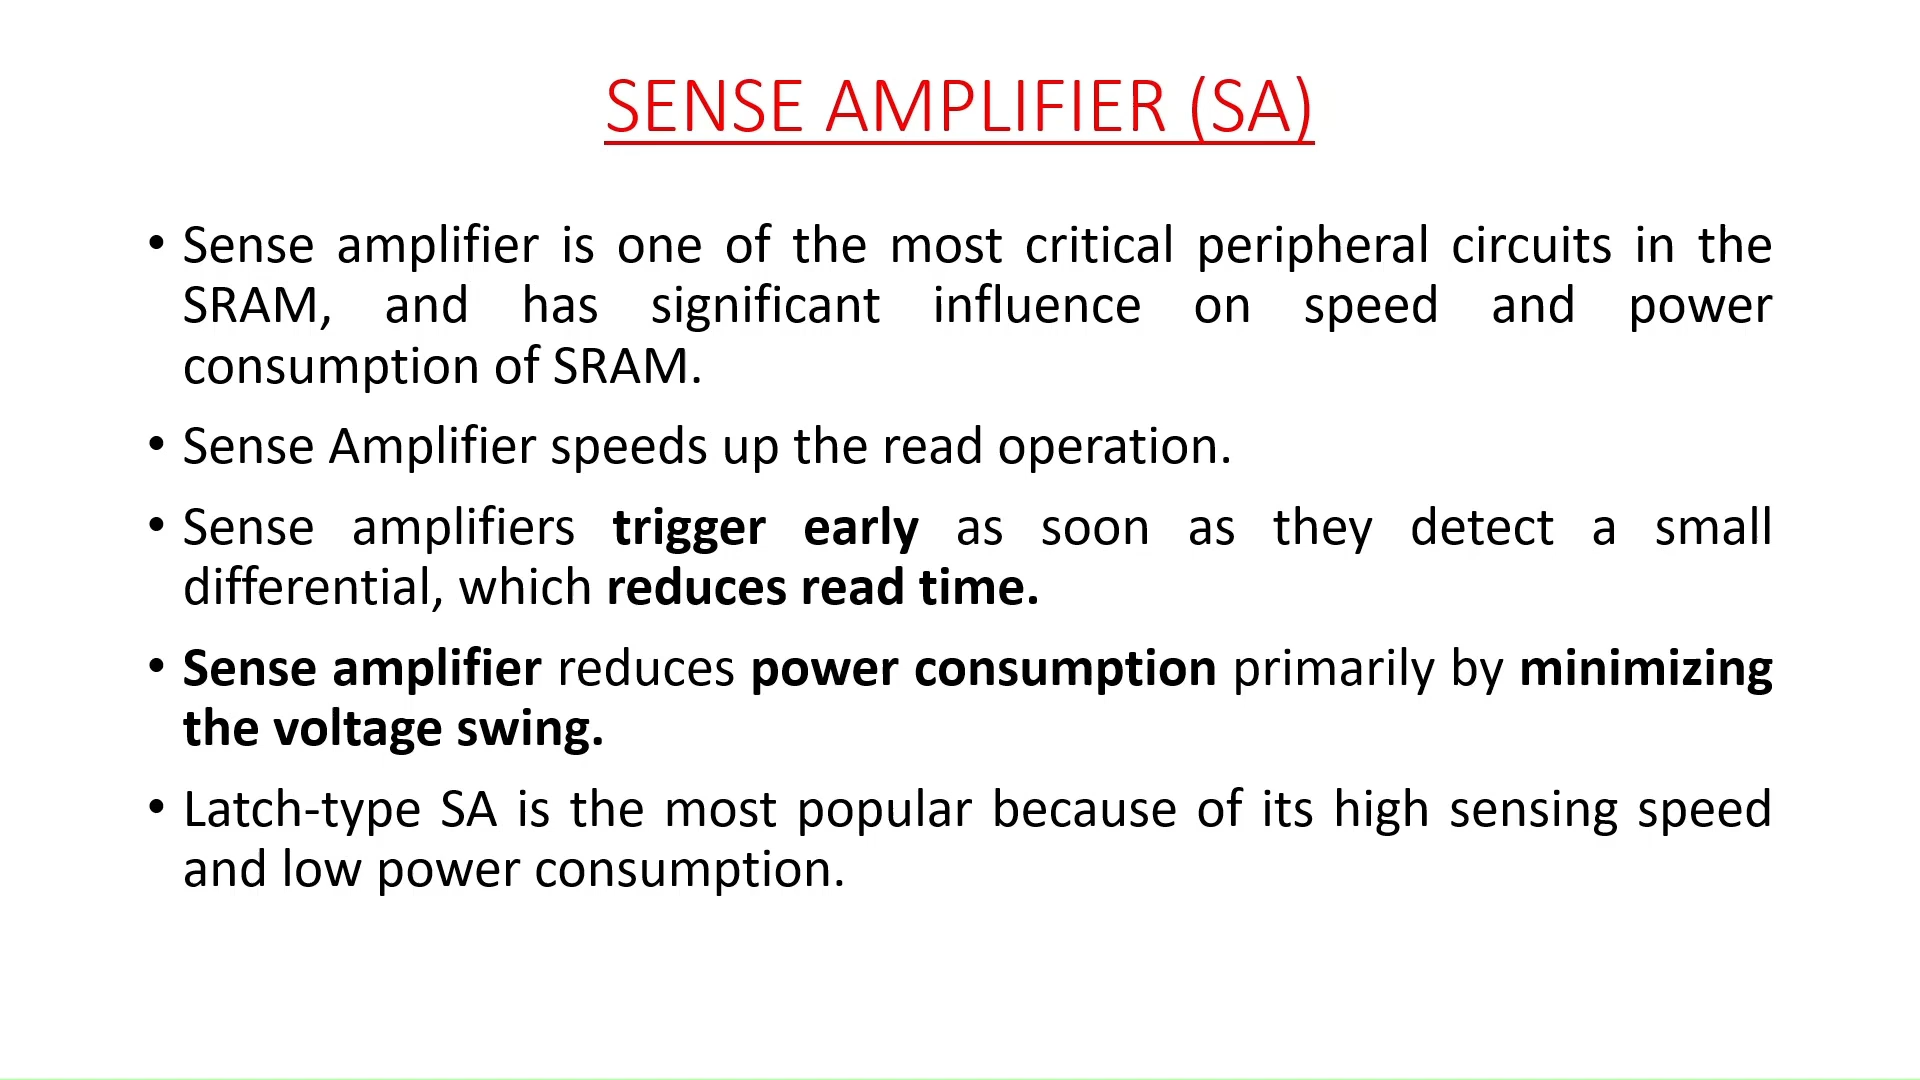 SENSE AMPLIFIER (SA)
• Sense amplifier is one of the most critical peripheral circuits in the
SRAM, and has significant influence on speed and power
consumption of SRAM.
• Sense Amplifier speeds up the read operation.
• Sense amplifiers trigger early as soon as they detect a small
differential, which reduces read time.
• Sense amplifier reduces power consumption primarily by minimizing
the voltage swing.
• Latch-type SA is the most popular because of its high sensing speed
and low power consumption.